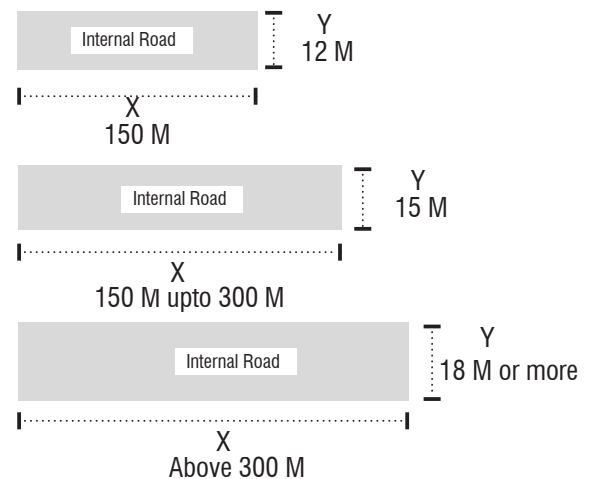 Internal Road
Y
12 M
X
150 M
Internal Road
Y
15 M
X
150 M upto 300 M
Internal Road
Y
18 M or more
X
Above 300 M